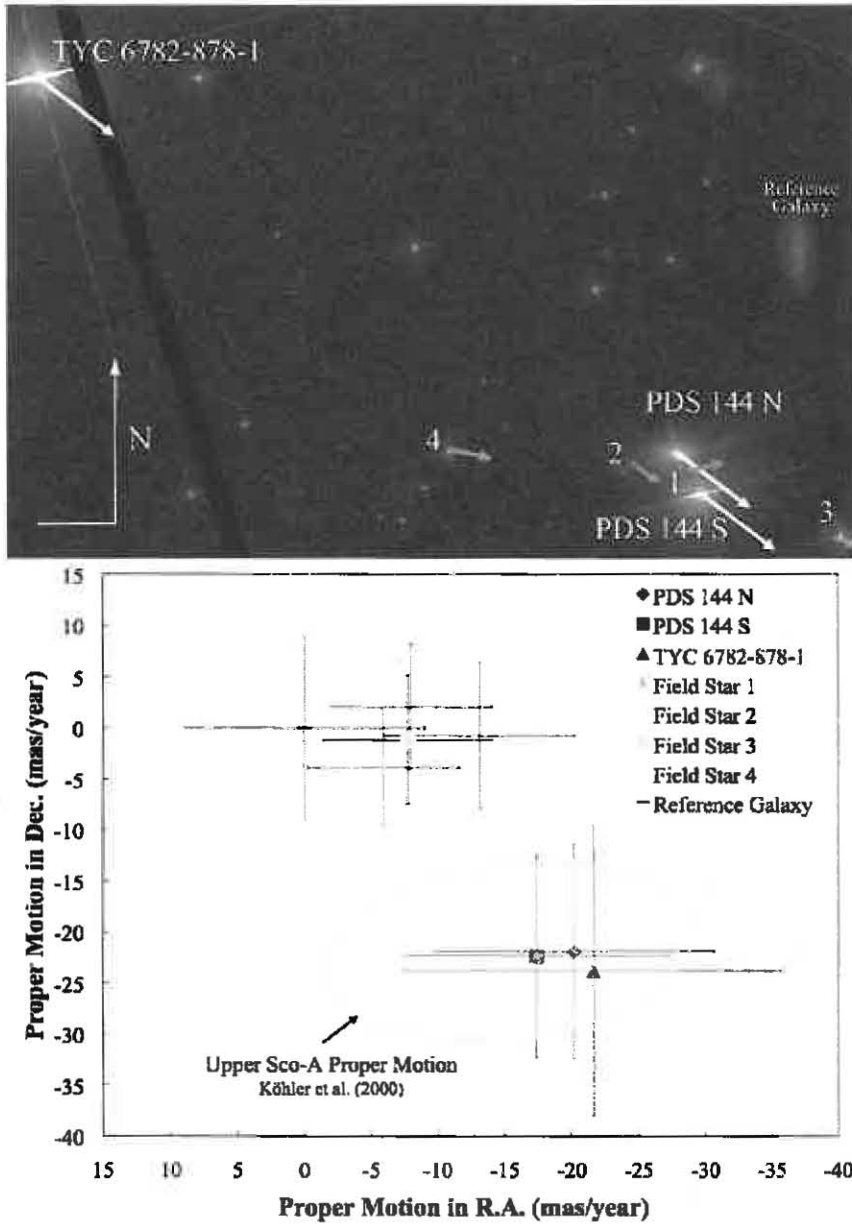 TYC 6782-878-1
Reference
Galaxy
PDS 144 N
N
4
2
1
3
PDS 144 S
15
10
5
0
-5
-10
-15
-20
-25
-30
-35
-40
Proper Motion in Dec. (mas/year)
PDS 144 N
PDS 144 S
TYC 6782-878-1
Field Star 1
Field Star 2
Field Star 3
Field Star 4
Reference Galaxy
Upper Sco-A Proper Motion
Köhler et al. (2000)
15 10 5 0 -5 -10 -15 -20 -25 -30 -35 -40
Proper Motion in R.A. (mas/year)